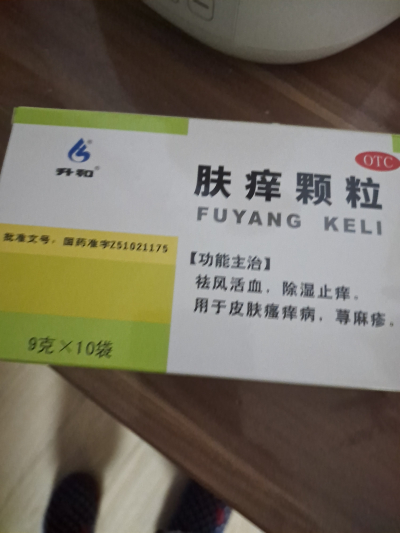 OTC
升和®
肤痒颗粒
FUYANG KELI
批准文号：国药准字Z51021175
【功能主治】
祛风活血，除湿止痒。
用于皮肤瘙痒病，荨麻疹。
9克×10袋